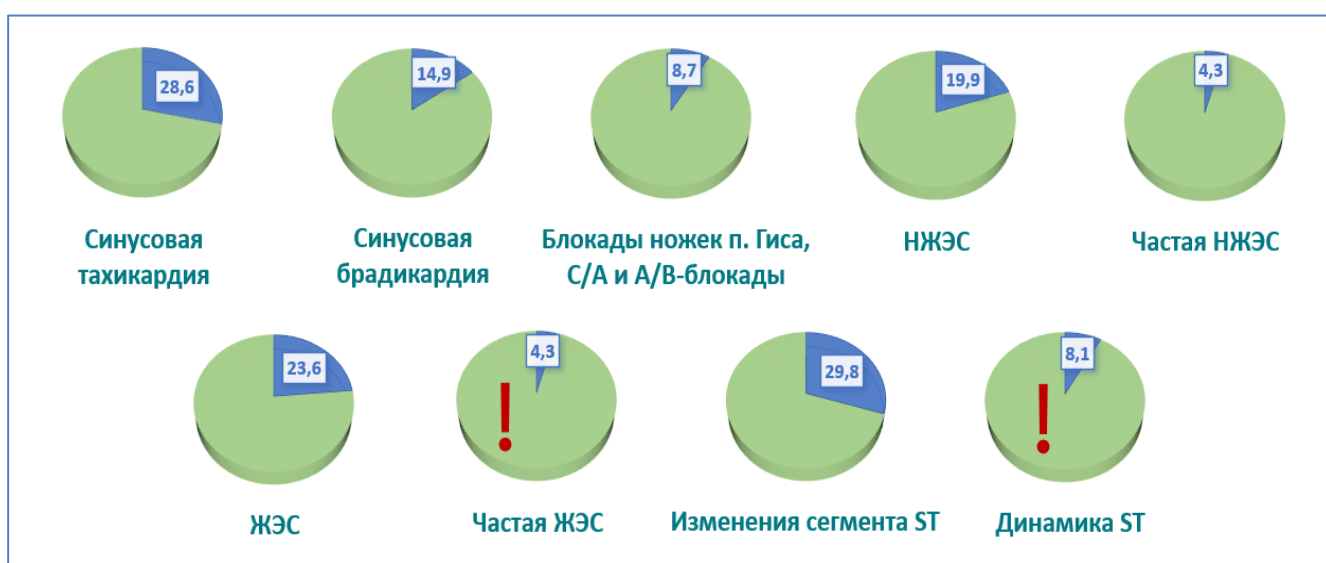 28,6
14,9
8,7
19,9
4,3
Синусовая
тахикардия
Синусовая
брадикардия
Блокады ножек п. Гиса,
С/А и А/В-блокады
НЖЭС
Частая НЖЭС
23,6
4,3
29,8
8,1
!
!
ЖЭС
Частая ЖЭС
Изменения сегмента ST
Динамика ST